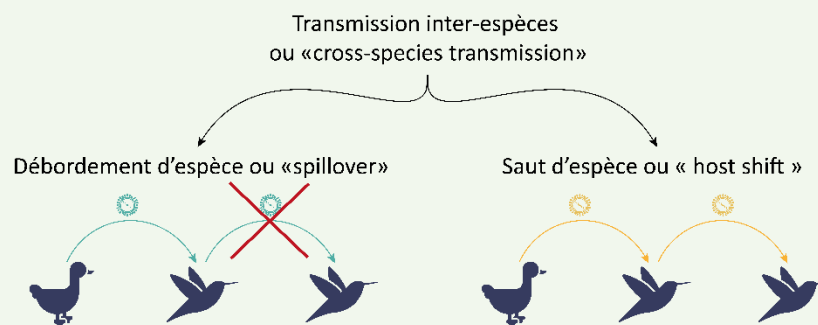 Transmission inter-espèces
ou «cross-species transmission»
Débordement d'espèce ou «spillover»
Saut d'espèce ou « host shift »